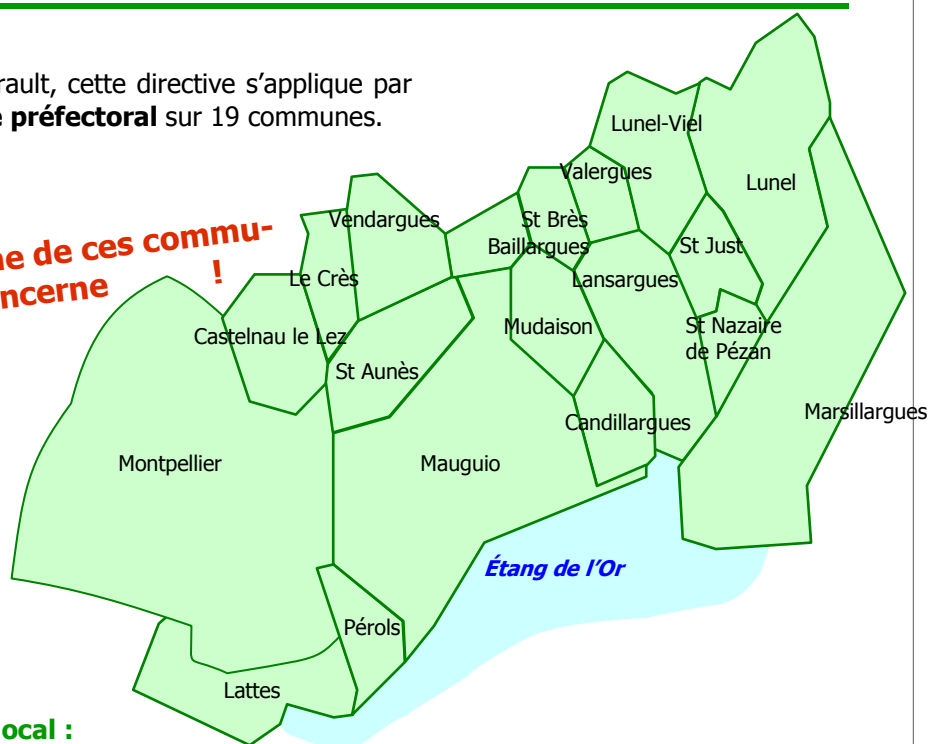 rault, cette directive s’applique par
préfectoral sur 19 communes.
Lunel-Viel
Valergues
Lunel
Vendargues
St Brès
Baillargues
St Just
ne de ces commu-
ncerne !
Le Crès
Lansargues
Castelnau le Lez
Mudaison
St Nazaire
de Pézan
St Aunès
Candillargues
Marsillargues
Montpellier
Mauguio
Étang de l’Or
Pérols
Lattes
ocal :